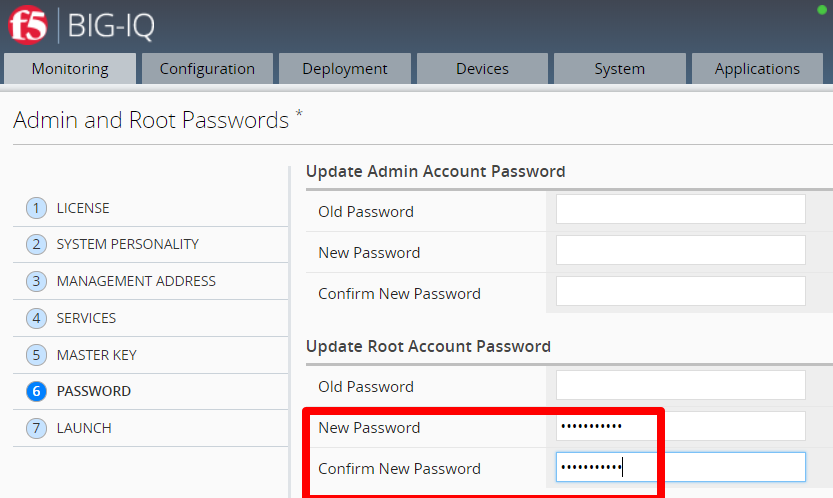 f5 BIG-IQ
Monitoring Configuration Deployment Devices System Applications
Admin and Root Passwords *
1 LICENSE
2 SYSTEM PERSONALITY
3 MANAGEMENT ADDRESS
4 SERVICES
5 MASTER KEY
6 PASSWORD
7 LAUNCH
Update Admin Account Password
Old Password
New Password
Confirm New Password
Update Root Account Password
Old Password
New Password •••••••••••
Confirm New Password •••••••••••